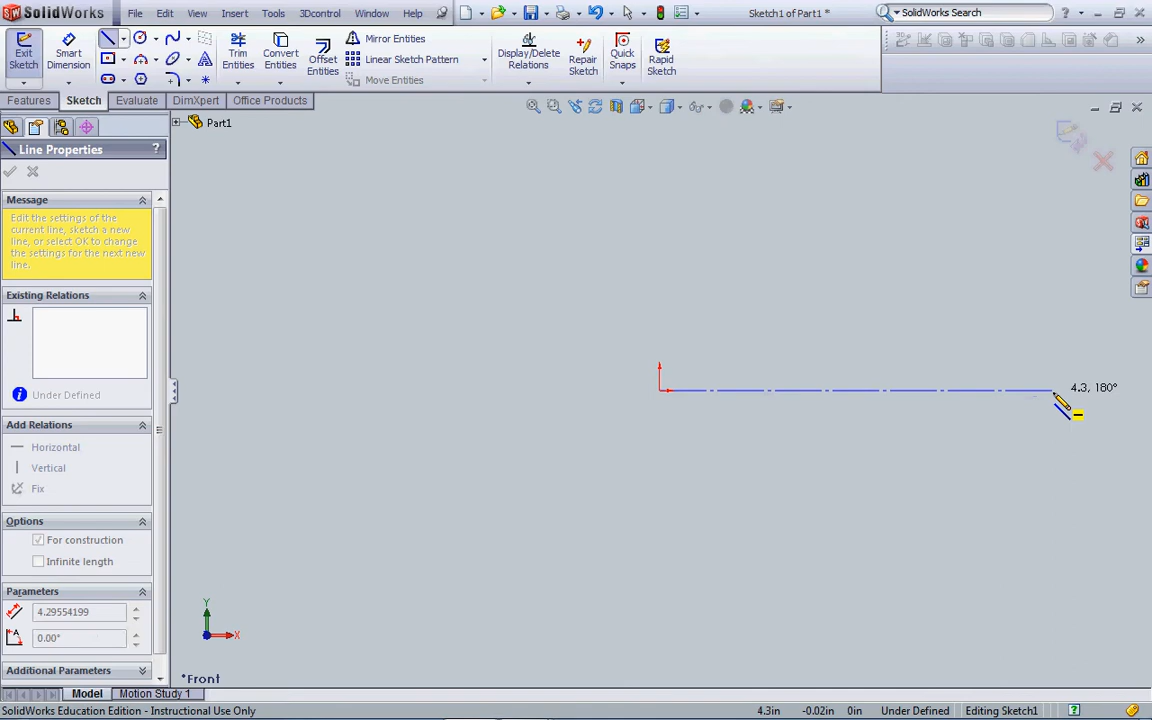 SolidWorks File Edit View Insert Tools 3Dcontrol Window Help Sketch1 of Part1 * SolidWorks Search ?
Exit Sketch
Smart Dimension
Trim Entities
Convert Entities
Offset Entities
Mirror Entities
Linear Sketch Pattern
Move Entities
Display/Delete Relations
Repair Sketch
Quick Snaps
Rapid Sketch
Features Sketch Evaluate DimXpert Office Products
Part1
Line Properties ?
Message
Edit the settings of the
current line, sketch a new
line, or select OK to change
the settings for the next new
line.
Existing Relations
Under Defined
Add Relations
Horizontal
Vertical
Fix
Options
For construction
Infinite length
Parameters
4.29554199
0.00°
Additional Parameters
4.3, 180°
Y
X
*Front
Model Motion Study 1
SolidWorks Education Edition - Instructional Use Only 4.3in -0.02in 0in Under Defined Editing Sketch1 ?